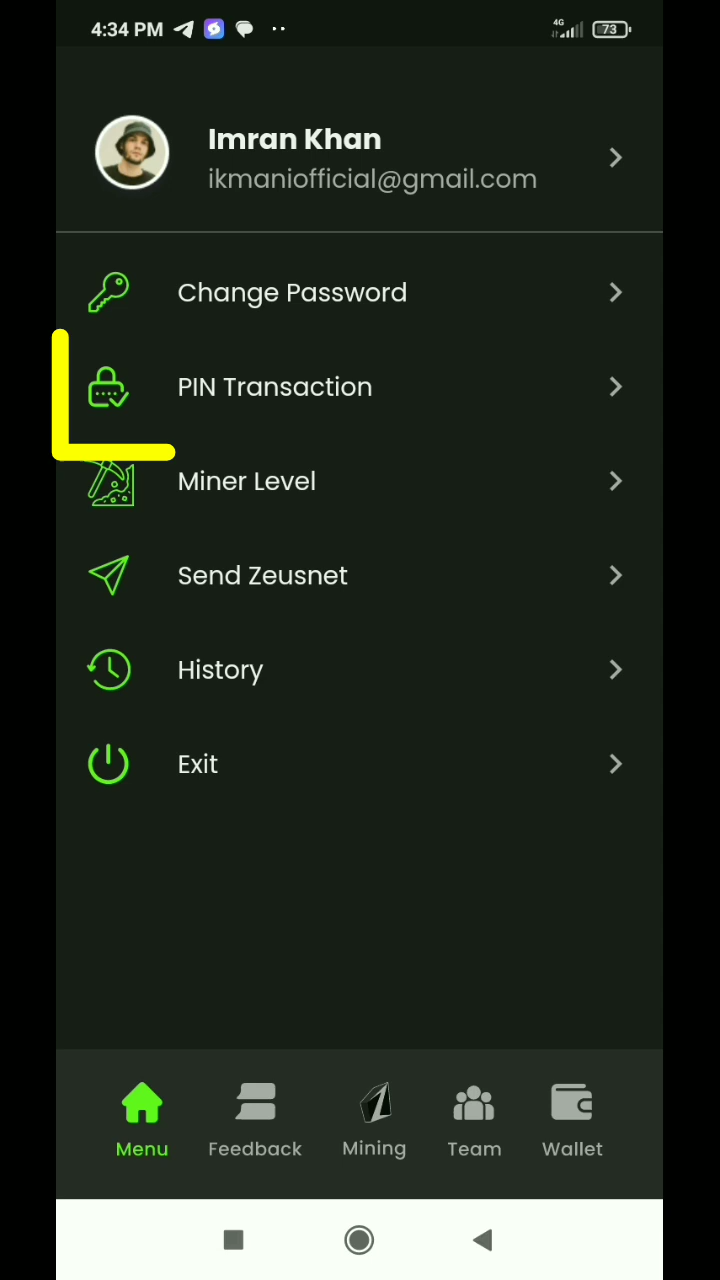 4:34 PM
4G
73
Imran Khan
ikmaniofficial@gmail.com
Change Password
PIN Transaction
Miner Level
Send Zeusnet
History
Exit
Menu Feedback Mining Team Wallet